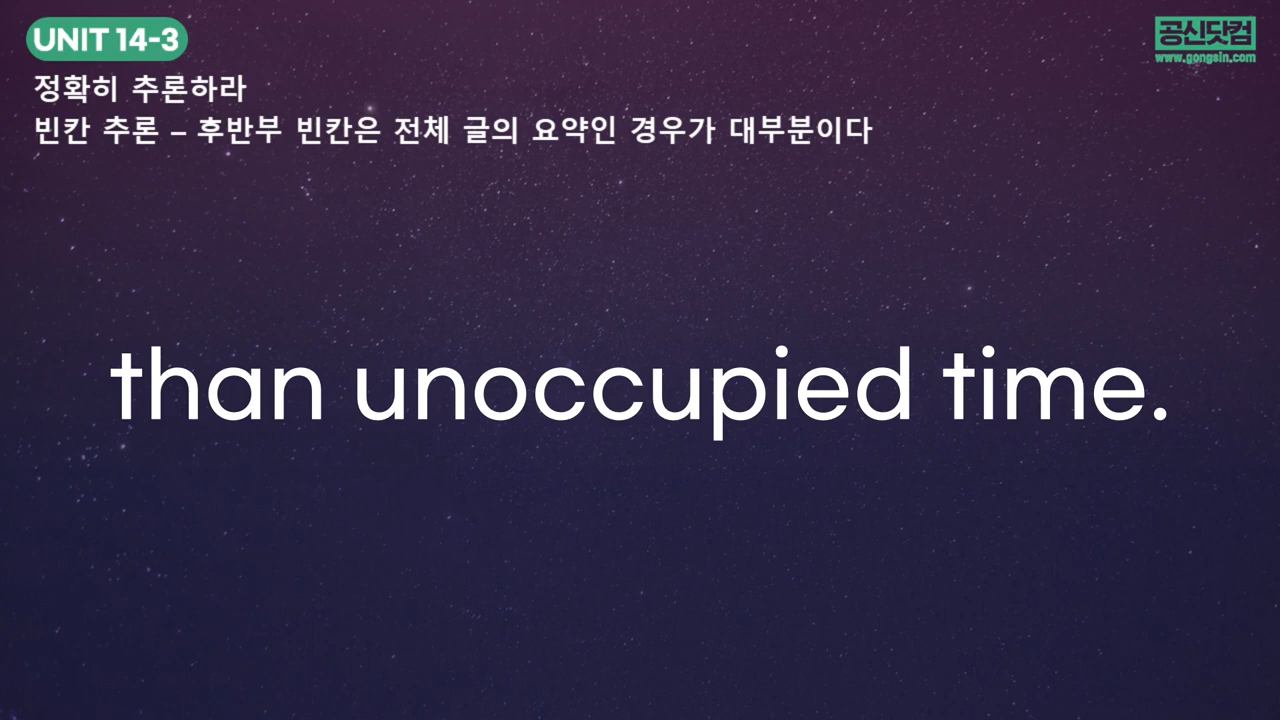 UNIT 14-3
공신닷컴
www.gongsin.com
정확히 추론하라
빈칸 추론 – 후반부 빈칸은 전체 글의 요약인 경우가 대부분이다
than unoccupied time.